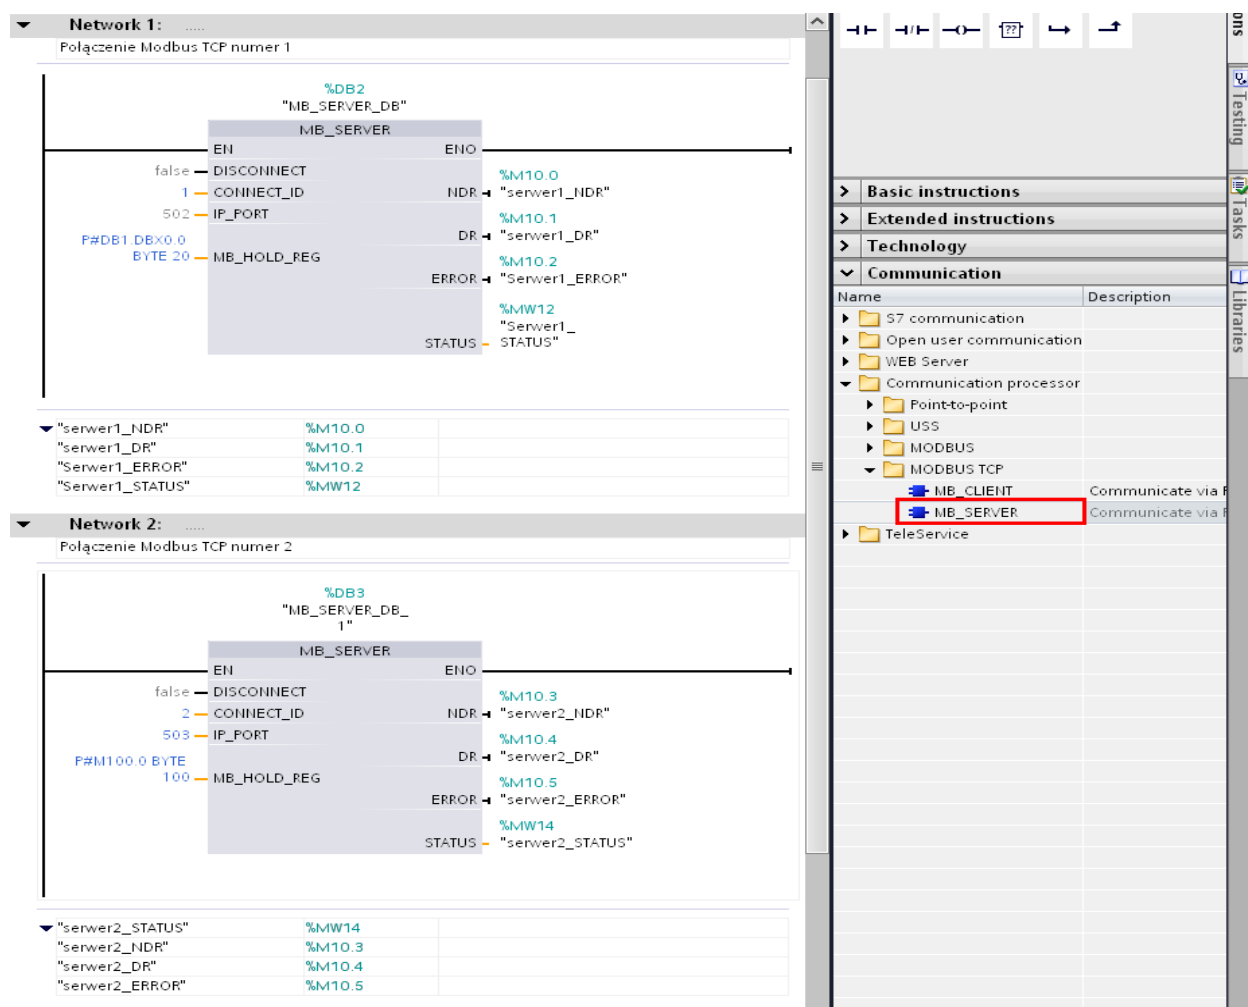 Network 1: .....
Połączenie Modbus TCP numer 1
%DB2
"MB_SERVER_DB"
MB_SERVER
EN ENO
false DISCONNECT
%M10.0
1 CONNECT_ID NDR "serwer1_NDR"
502 IP_PORT
%M10.1
DR "serwer1_DR"
P#DB1.DBX0.0
BYTE 20 MB_HOLD_REG
%M10.2
ERROR "Serwer1_ERROR"
%MW12
"Serwer1_
STATUS STATUS"
"serwer1_NDR" %M10.0
"serwer1_DR" %M10.1
"Serwer1_ERROR" %M10.2
"Serwer1_STATUS" %MW12
Network 2: .....
Połączenie Modbus TCP numer 2
%DB3
"MB_SERVER_DB_
1"
MB_SERVER
EN ENO
false DISCONNECT
%M10.3
2 CONNECT_ID NDR "serwer2_NDR"
503 IP_PORT
%M10.4
DR "serwer2_DR"
P#M100.0 BYTE
100 MB_HOLD_REG
%M10.5
ERROR "serwer2_ERROR"
%MW14
STATUS "serwer2_STATUS"
"serwer2_STATUS" %MW14
"serwer2_NDR" %M10.3
"serwer2_DR" %M10.4
"serwer2_ERROR" %M10.5
??
Basic instructions
Extended instructions
Technology
Communication
Name Description
S7 communication
Open user communication
WEB Server
Communication processor
Point-to-point
USS
MODBUS
MODBUS TCP
MB_CLIENT Communicate via
MB_SERVER Communicate via
TeleService
Testing
Tasks
Libraries